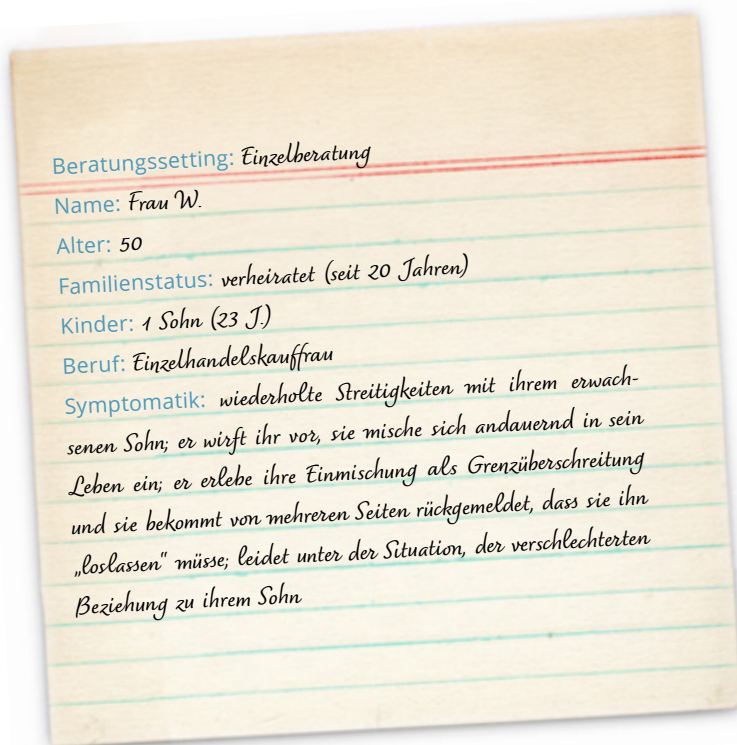 Beratungssetting: Einzelberatung
Name: Frau W.
Alter: 50
Familienstatus: verheiratet (seit 20 Jahren)
Kinder: 1 Sohn (23 J.)
Beruf: Einzelhandelskauffrau
Symptomatik: wiederholte Streitigkeiten mit ihrem erwach-
senen Sohn; er wirft ihr vor, sie mische sich andauernd in sein
Leben ein; er erlebe ihre Einmischung als Grenzüberschreitung
und sie bekommt von mehreren Seiten rückgemeldet, dass sie ihn
„loslassen" müsse; leidet unter der Situation, der verschlechterten
Beziehung zu ihrem Sohn